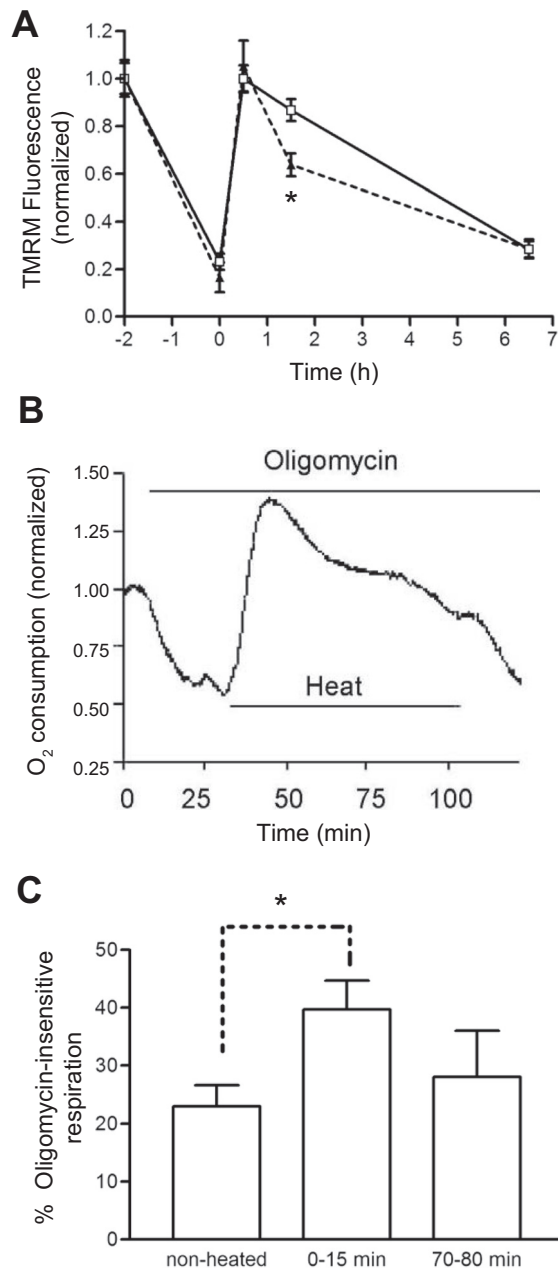 A
TMRM Fluorescence
(normalized)
1.2
1.0
0.8
0.6
0.4
0.2
0.0
*
-2 -1 0 1 2 3 4 5 6 7
Time (h)
B
O2 consumption (normalized)
1.50
1.25
1.00
0.75
0.50
0.25
Oligomycin
Heat
0 25 50 75 100
Time (min)
C
% Oligomycin-insensitive
respiration
50
40
30
20
10
0
*
non-heated 0-15 min 70-80 min